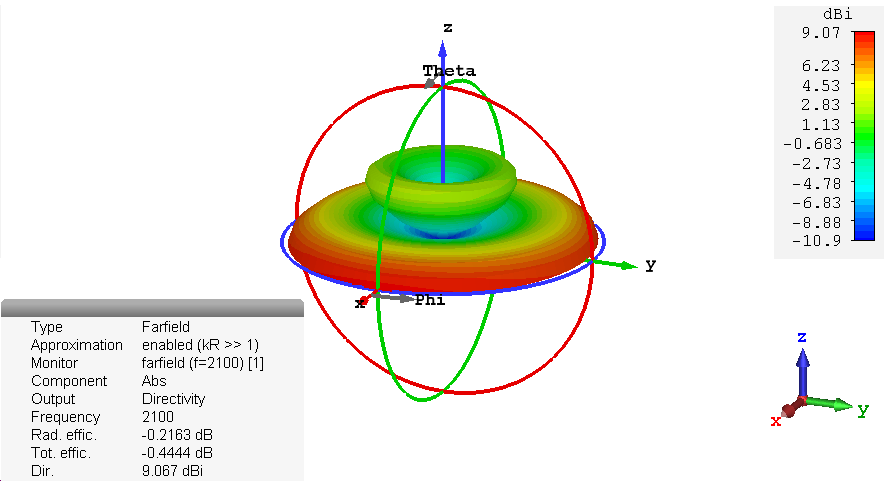 dBi
9.07
6.23
4.53
2.83
1.13
-0.683
-2.73
-4.78
-6.83
-8.88
-10.9
z
Theta
Y
x
Phi
Type Farfield
Approximation enabled (kR >> 1)
Monitor farfield (f=2100) [1]
Component Abs
Output Directivity
Frequency 2100
Rad. effic. -0.2163 dB
Tot. effic. -0.4444 dB
Dir. 9.067 dBi
z
y
x